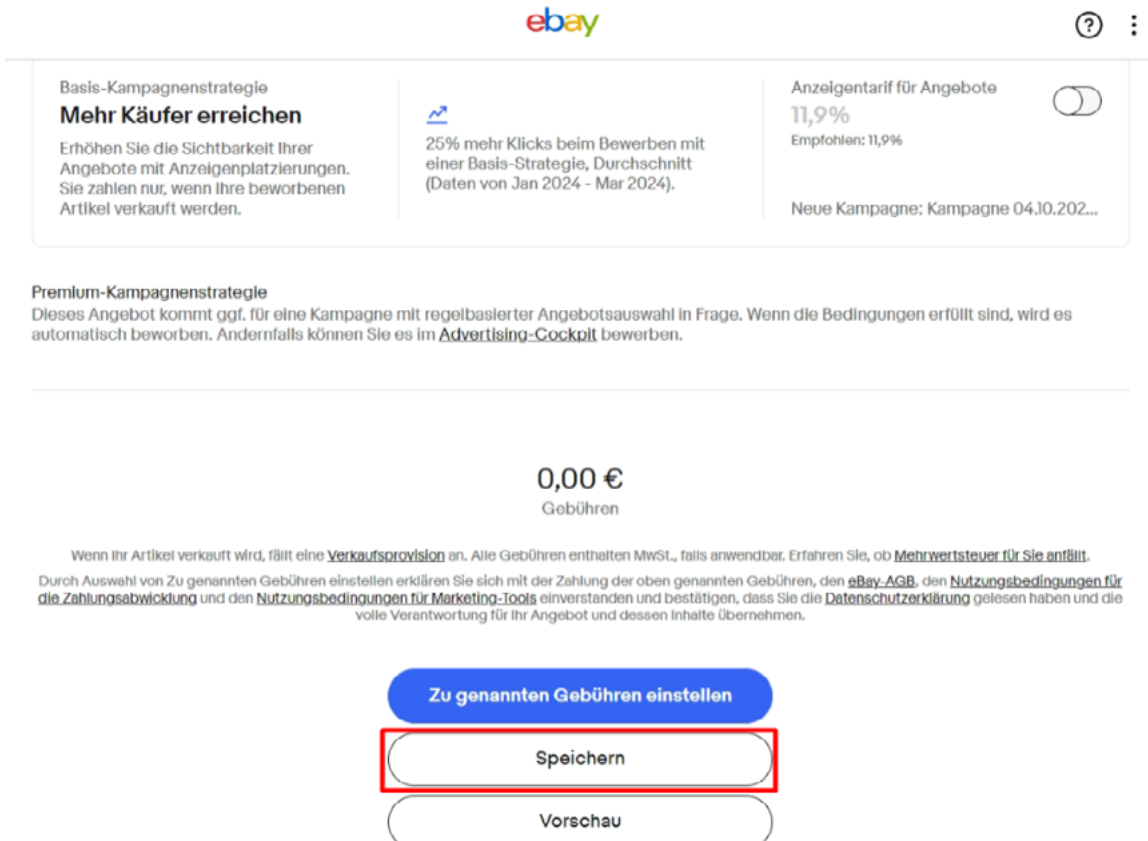 ebay
Basis-Kampagnenstrategie
Mehr Käufer erreichen
Erhöhen Sie die Sichtbarkeit Ihrer
Angebote mit Anzeigenplatzierungen.
Sie zahlen nur, wenn Ihre beworbenen
Artikel verkauft werden.
25% mehr Klicks beim Bewerben mit
einer Basis-Strategie, Durchschnitt
(Daten von Jan 2024 - Mar 2024).
Anzeigentarif für Angebote
11,9%
Empfohlen: 11,9%
Neue Kampagne: Kampagne 04.10.202...
Premium-Kampagnenstrategie
Dieses Angebot kommt ggf. für eine Kampagne mit regelbasierter Angebotsauswahl in Frage. Wenn die Bedingungen erfüllt sind, wird es
automatisch beworben. Andernfalls können Sie es im Advertising-Cockpit bewerben.
0,00 €
Gebühren
Wenn Ihr Artikel verkauft wird, fällt eine Verkaufsprovision an. Alle Gebühren enthalten MwSt., falls anwendbar. Erfahren Sie, ob Mehrwertsteuer für Sie anfällt.
Durch Auswahl von Zu genannten Gebühren einstellen erklären Sie sich mit der Zahlung der oben genannten Gebühren, den eBay-AGB, den Nutzungsbedingungen für
die Zahlungsabwicklung und den Nutzungsbedingungen für Marketing-Tools einverstanden und bestätigen, dass Sie die Datenschutzerklärung gelesen haben und die
volle Verantwortung für Ihr Angebot und dessen Inhalte übernehmen.
Zu genannten Gebühren einstellen
Speichern
Vorschau